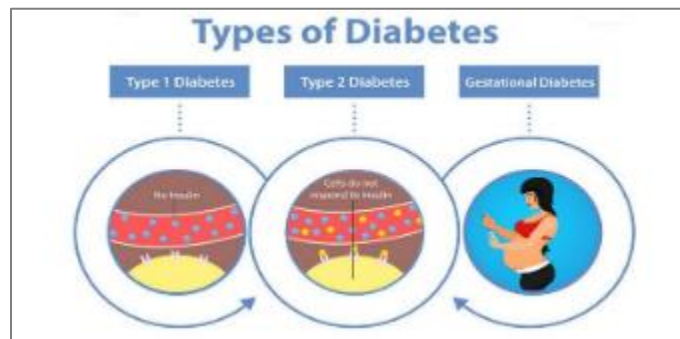 Types of Diabetes
Type 1 Diabetes
Type 2 Diabetes
Gestational Diabetes
No Insulin
Cells do not
respond to insulin